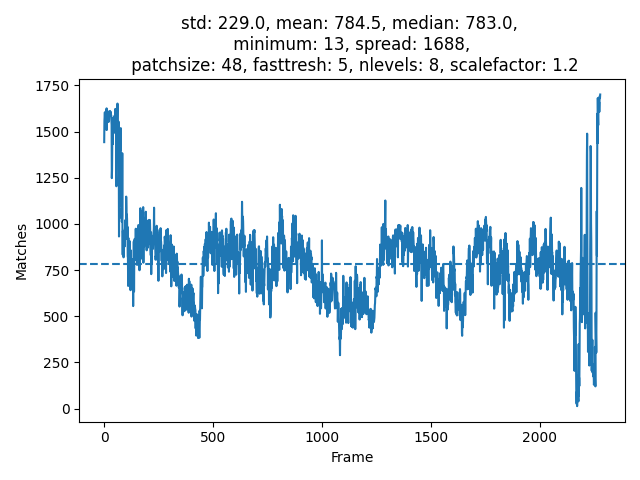 std: 229.0, mean: 784.5, median: 783.0,
minimum: 13, spread: 1688,
patchsize: 48, fasttresh: 5, nlevels: 8, scalefactor: 1.2
1750
1500
1250
1000
750
500
250
0
Matches
0 500 1000 1500 2000
Frame